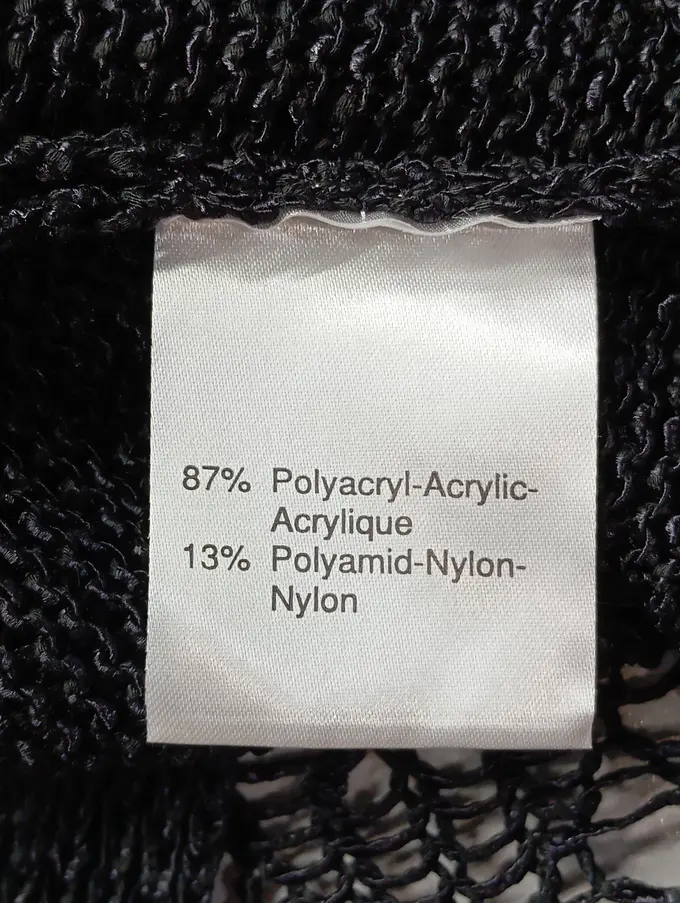 87% Polyacryl-Acrylic-
Acrylique
13% Polyamid-Nylon-
Nylon